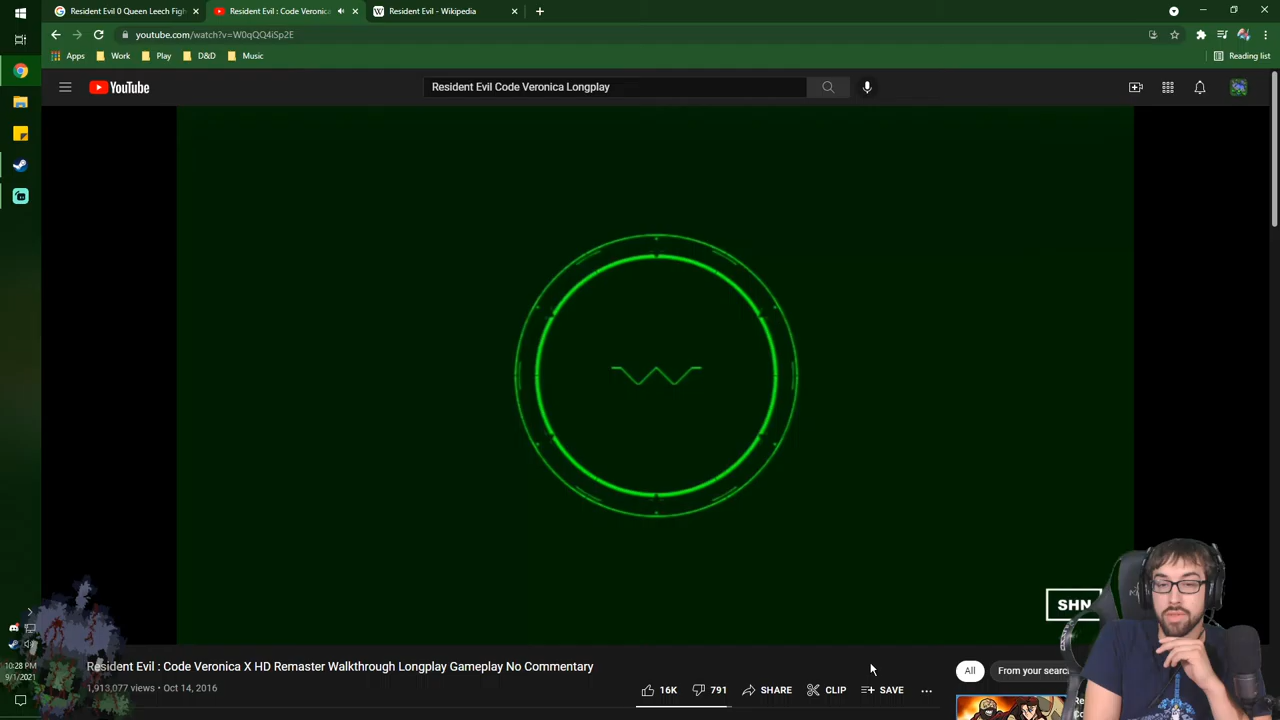 Resident Evil 0 Queen Leech Figh
Resident Evil : Code Veronica
Resident Evil - Wikipedia
youtube.com/watch?v=W0qQQ4iSp2E
Apps Work Play D&D Music Reading list
YouTube
Resident Evil Code Veronica Longplay
SHN
Resident Evil : Code Veronica X HD Remaster Walkthrough Longplay Gameplay No Commentary
1,913,077 views • Oct 14, 2016
16K 791 SHARE CLIP SAVE
All From your search
10:28 PM
9/1/2021